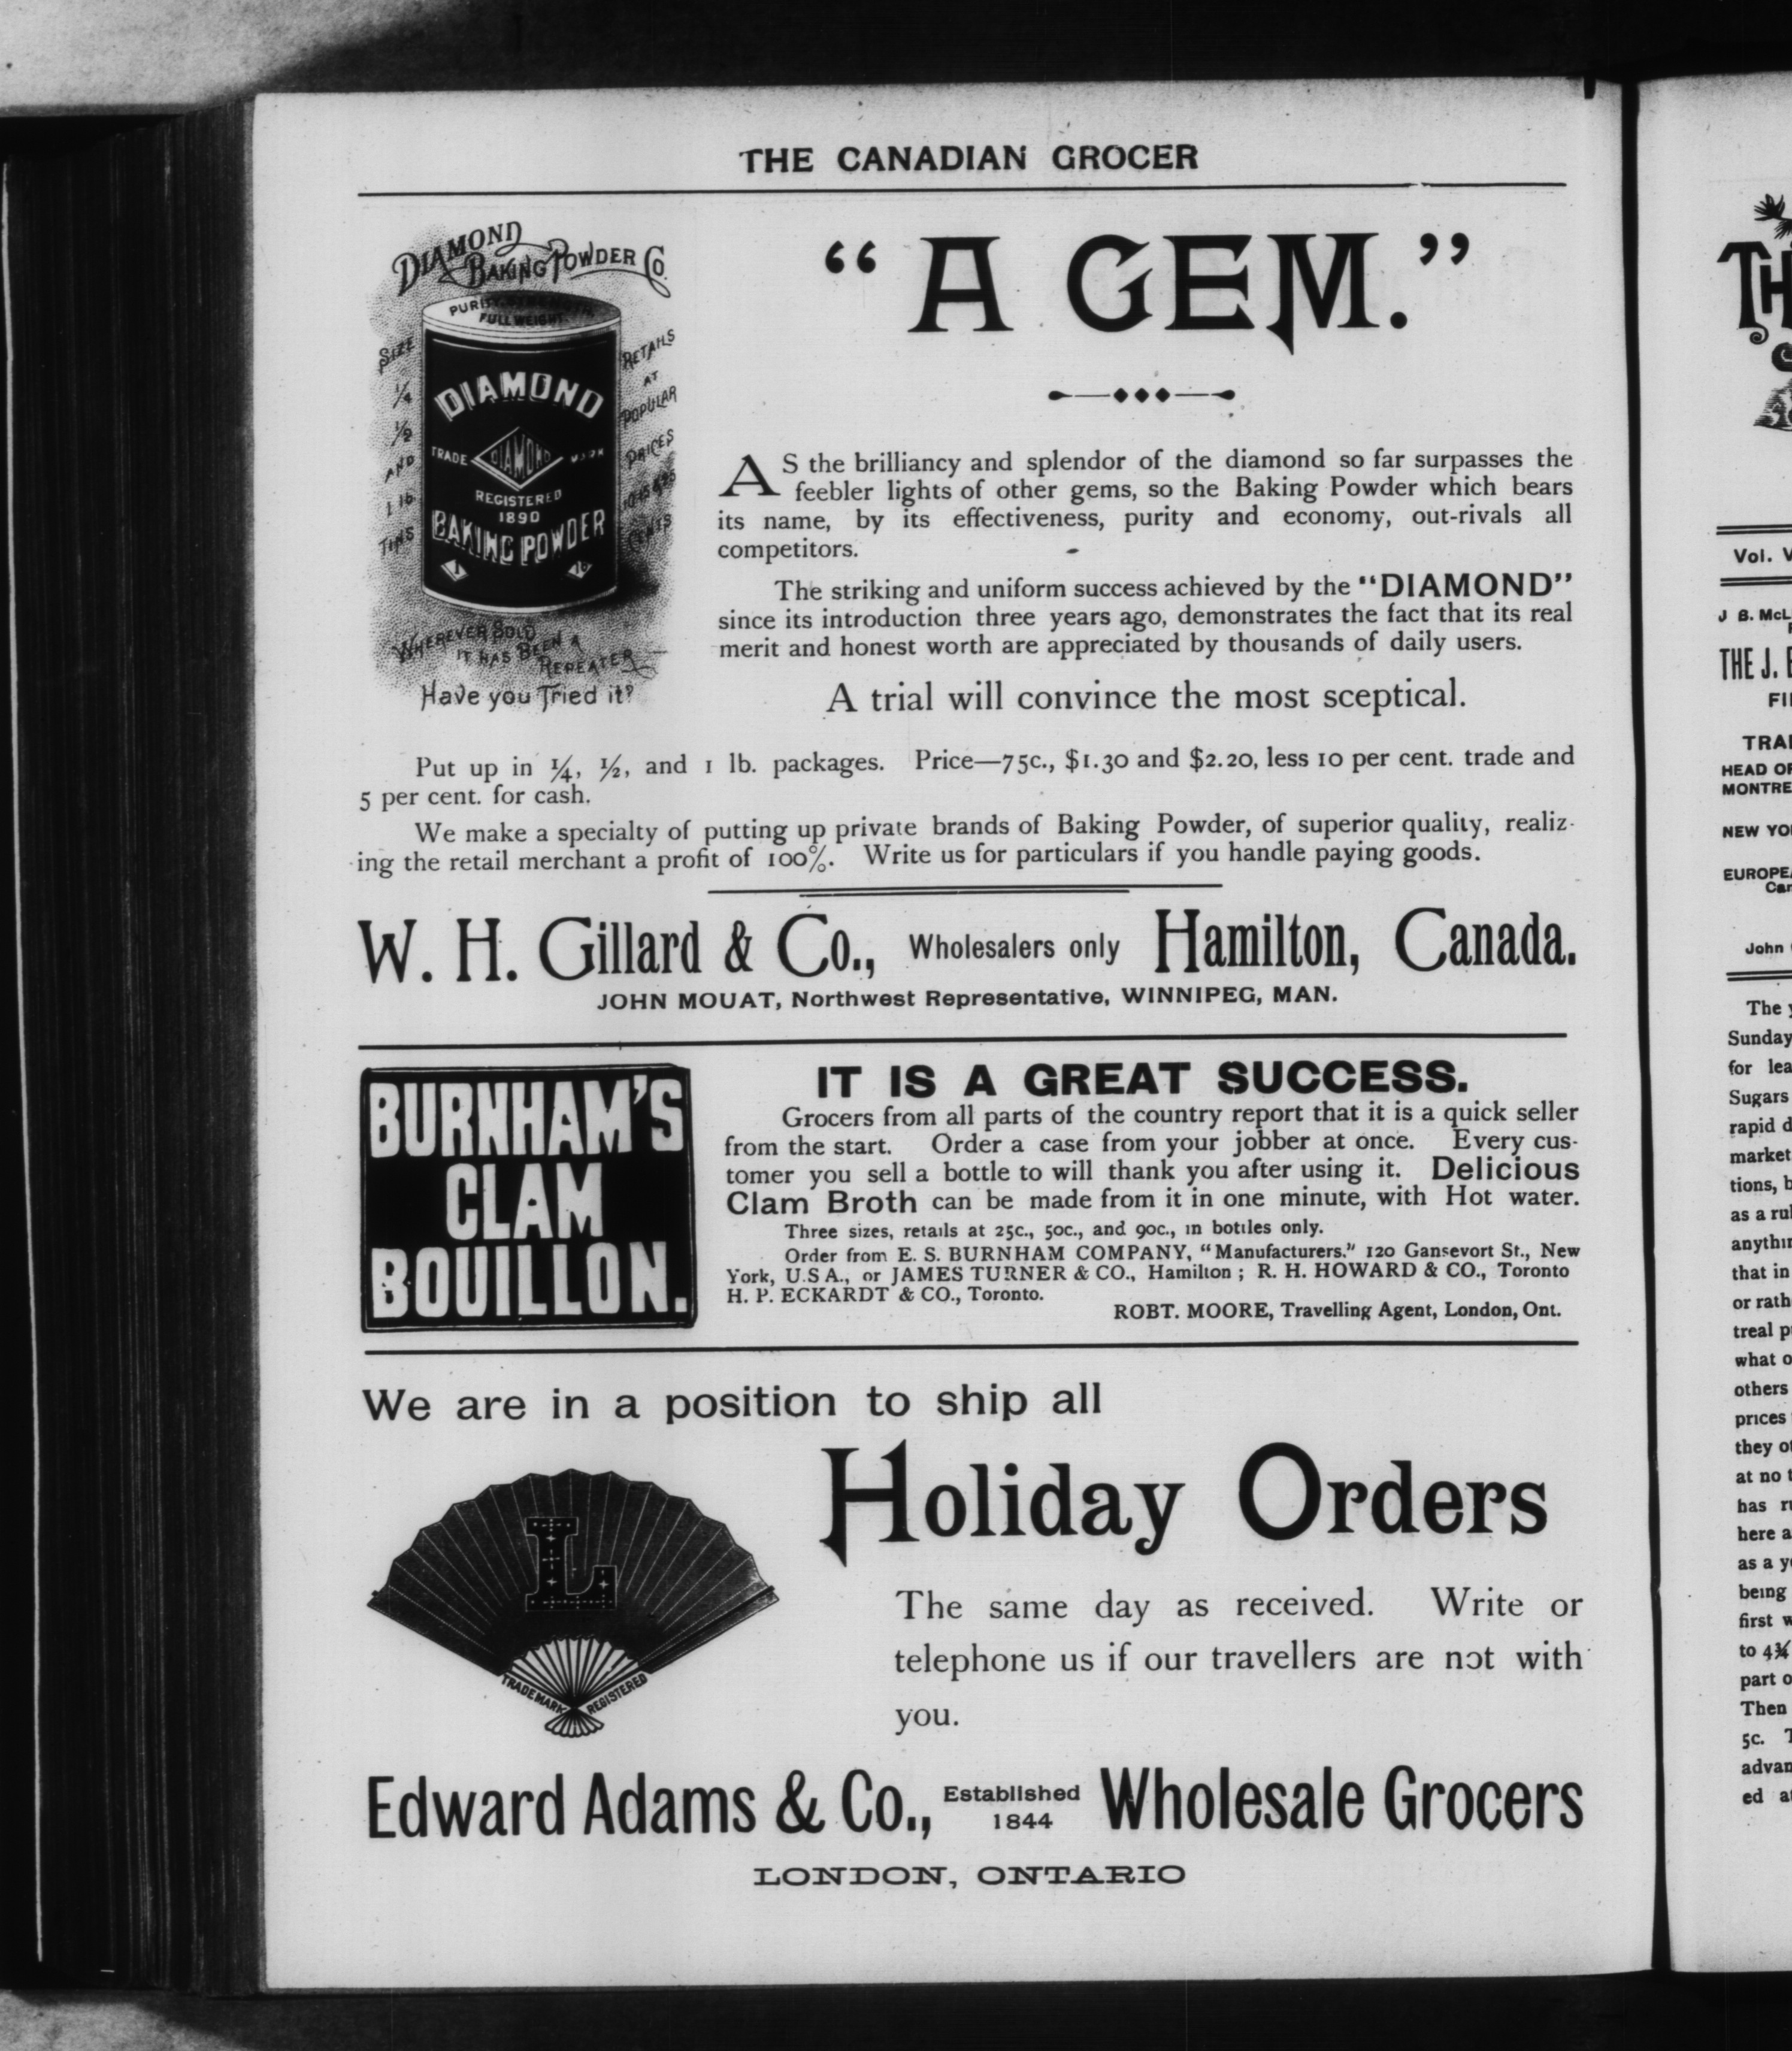 THE CANADIAN GROCER
DIAMOND
BAKING POWDER Co.
PURITY, STRENGTH,
FULL WEIGHT.
SIZE
1/4
1/2
AND
1 lb
TINS
DIAMOND
TRADE DIAMOND MARK
REGISTERED
1890
BAKING POWDER
1 lb
RETAILS
AT
POPULAR
PRICES
CENTS
WHEREVER SOLD
IT HAS BEEN A
REPEATER
Have you Tried it?
“A GEM.”
AS the brilliancy and splendor of the diamond so far surpasses the
feebler lights of other gems, so the Baking Powder which bears
its name, by its effectiveness, purity and economy, out-rivals all
competitors.
The striking and uniform success achieved by the “DIAMOND”
since its introduction three years ago, demonstrates the fact that its real
merit and honest worth are appreciated by thousands of daily users.
A trial will convince the most sceptical.
Put up in ¼, ½, and 1 lb. packages. Price—75c., $1.30 and $2.20, less 10 per cent. trade and
5 per cent. for cash.
We make a specialty of putting up private brands of Baking Powder, of superior quality, realiz-
ing the retail merchant a profit of 100%. Write us for particulars if you handle paying goods.
W. H. Gillard & Co., Wholesalers only Hamilton, Canada.
JOHN MOUAT, Northwest Representative, WINNIPEG, MAN.
BURNHAM'S
CLAM
BOUILLON.
IT IS A GREAT SUCCESS.
Grocers from all parts of the country report that it is a quick seller
from the start. Order a case from your jobber at once. Every cus-
tomer you sell a bottle to will thank you after using it. Delicious
Clam Broth can be made from it in one minute, with Hot water.
Three sizes, retails at 25c., 50c., and 90c., in bottles only.
Order from E. S. BURNHAM COMPANY, “Manufacturers.” 120 Gansevort St., New
York, U.S A., or JAMES TURNER & CO., Hamilton ; R. H. HOWARD & CO., Toronto
H. P. ECKARDT & CO., Toronto.
ROBT. MOORE, Travelling Agent, London, Ont.
We are in a position to ship all
L
TRADE MARK REGISTERED
Holiday Orders
The same day as received. Write or
telephone us if our travellers are not with
you.
Edward Adams & Co., Established 1844 Wholesale Grocers
LONDON, ONTARIO
TH
Vol. V
J B. McL
THE J. B
FI
TRA
HEAD OF
MONTRE
NEW YO
EUROPE
Can
John
The y
Sunday
for lea
Sugars
rapid d
market
tions, b
as a rul
anythin
that in
or rath
treal p
what o
others
prices
they ot
at no t
has ru
here a
as a ye
being
first w
to 4¾
part o
Then
5c. T
advan
ed a